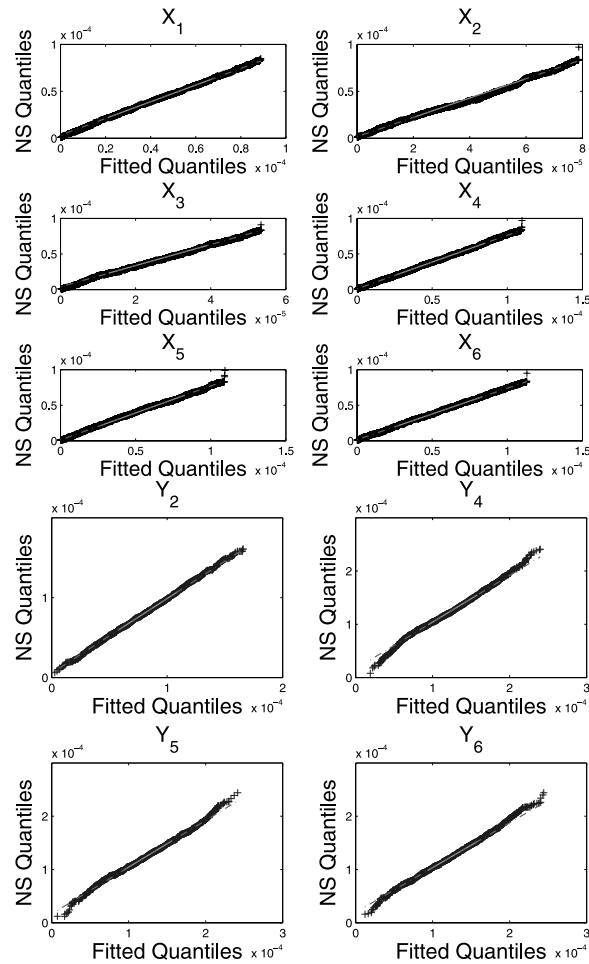 X1
x 10−4
NS Quantiles
1
0.5
0
0 0.2 0.4 0.6 0.8 1
Fitted Quantiles x 10−4
X2
x 10−4
NS Quantiles
1
0.5
0
0 2 4 6 8
Fitted Quantiles x 10−5
X3
x 10−4
NS Quantiles
1
0.5
0
0 2 4 6
Fitted Quantiles x 10−5
X4
x 10−4
NS Quantiles
1
0.5
0
0 0.5 1 1.5
Fitted Quantiles x 10−4
X5
x 10−4
NS Quantiles
1
0.5
0
0 0.5 1 1.5
Fitted Quantiles x 10−4
X6
x 10−4
NS Quantiles
1
0.5
0
0 0.5 1 1.5
Fitted Quantiles x 10−4
Y2
x 10−4
NS Quantiles
1
0
0 1 2
Fitted Quantiles x 10−4
Y4
x 10−4
NS Quantiles
2
1
0
0 1 2 3
Fitted Quantiles x 10−4
Y5
x 10−4
NS Quantiles
2
1
0
0 1 2 3
Fitted Quantiles x 10−4
Y6
x 10−4
NS Quantiles
2
1
0
0 1 2 3
Fitted Quantiles x 10−4